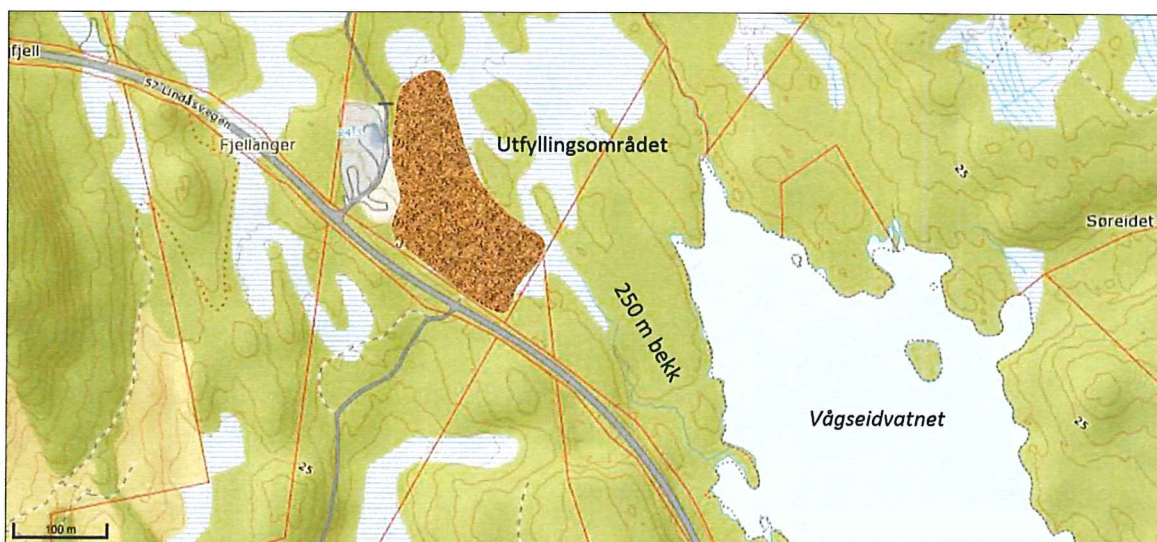 fjell
57 Lindåsvegen
Fjellanger
Utfyllingsområdet
25
Søreidet
250 m bekk
Vågseidvatnet
25
25
100 m